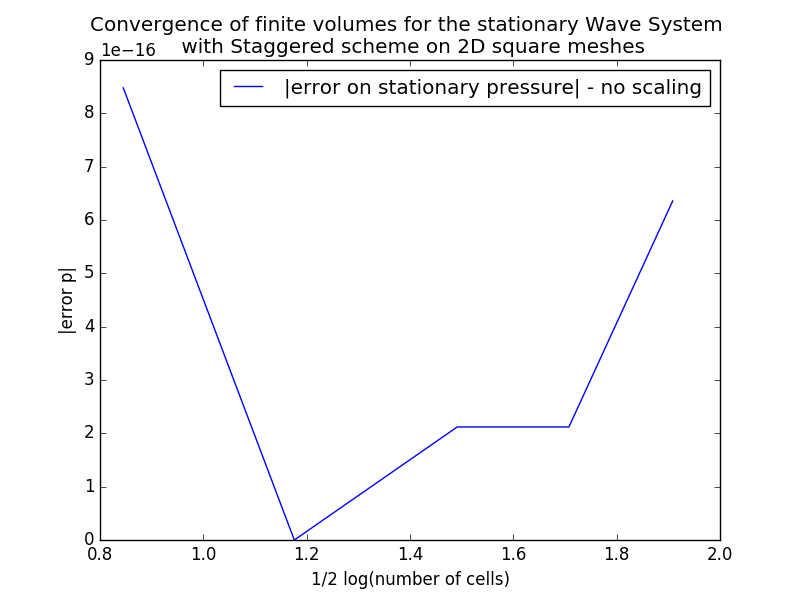 Convergence of finite volumes for the stationary Wave System
with Staggered scheme on 2D square meshes
1e−16
|error on stationary pressure| - no scaling
9
8
7
6
5
4
3
2
1
0
|error p|
0.8 1.0 1.2 1.4 1.6 1.8 2.0
1/2 log(number of cells)